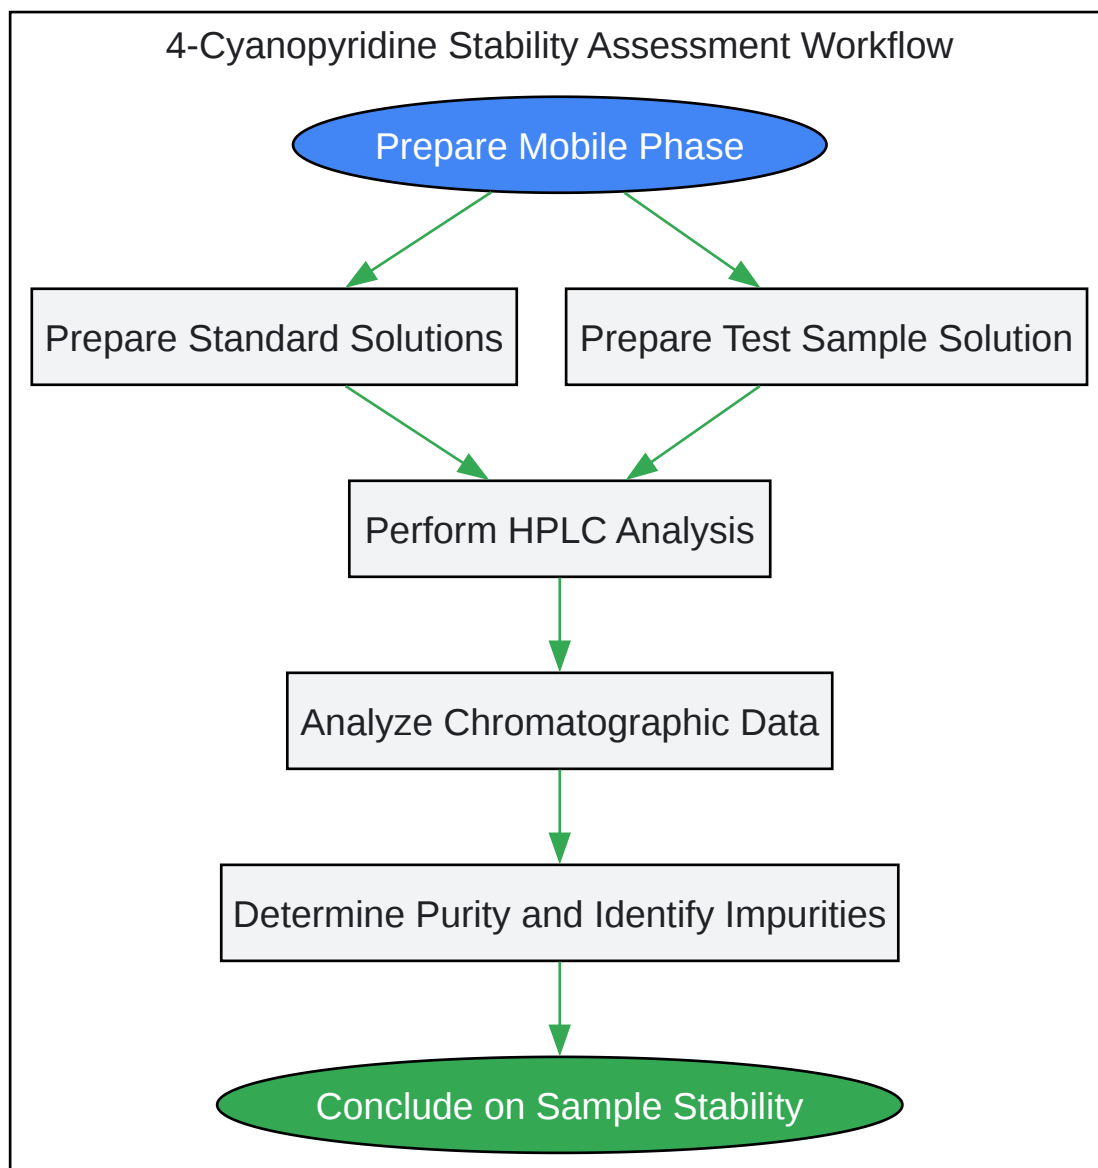 4-Cyanopyridine Stability Assessment Workflow
Prepare Mobile Phase
Prepare Standard Solutions
Prepare Test Sample Solution
Perform HPLC Analysis
Analyze Chromatographic Data
Determine Purity and Identify Impurities
Conclude on Sample Stability